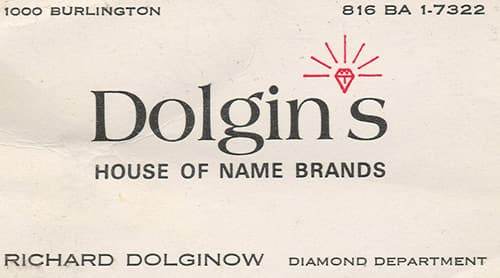 1000 BURLINGTON 816 BA 1-7322
Dolgin's
HOUSE OF NAME BRANDS
RICHARD DOLGINOW DIAMOND DEPARTMENT